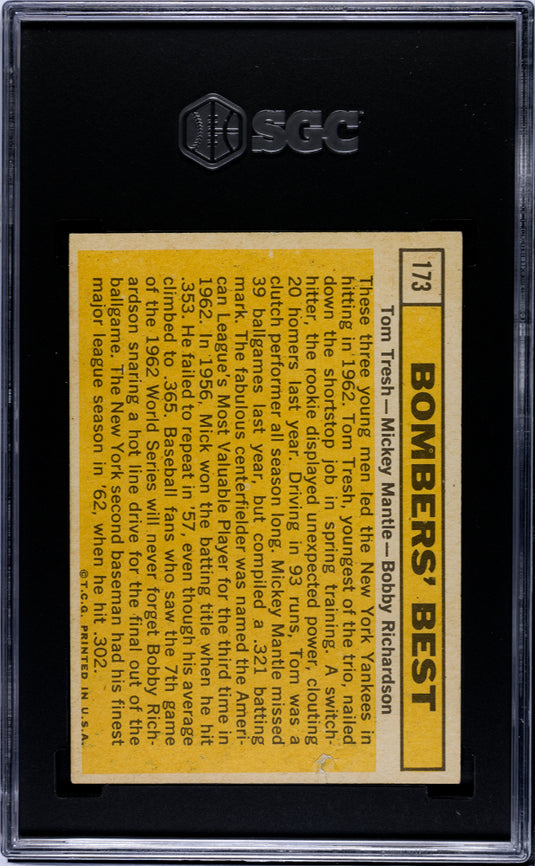 SGC
173
BOMBERS' BEST
Tom Tresh—Mickey Mantle—Bobby Richardson
These three young men led the New York Yankees in
hitting in 1962. Tom Tresh, youngest of the trio, nailed
down the shortstop job in spring training. A switch-
hitter, the rookie displayed unexpected power, clouting
20 homers last year. Driving in 93 runs, Tom was a
clutch performer all season long. Mickey Mantle missed
39 ballgames last year, but compiled a .321 batting
mark. The fabulous centerfielder was named the Ameri-
can League's Most Valuable Player for the third time in
1962. In 1956, Mick won the batting title when he hit
.353. He failed to repeat in '57, even though his average
climbed to .365. Baseball fans who saw the 7th game
of the 1962 World Series will never forget Bobby Rich-
ardson snaring a hot line drive for the final out of the
ballgame. The New York second baseman had his finest
major league season in '62, when he hit .302.
©T.C.G. PRINTED IN U.S.A.